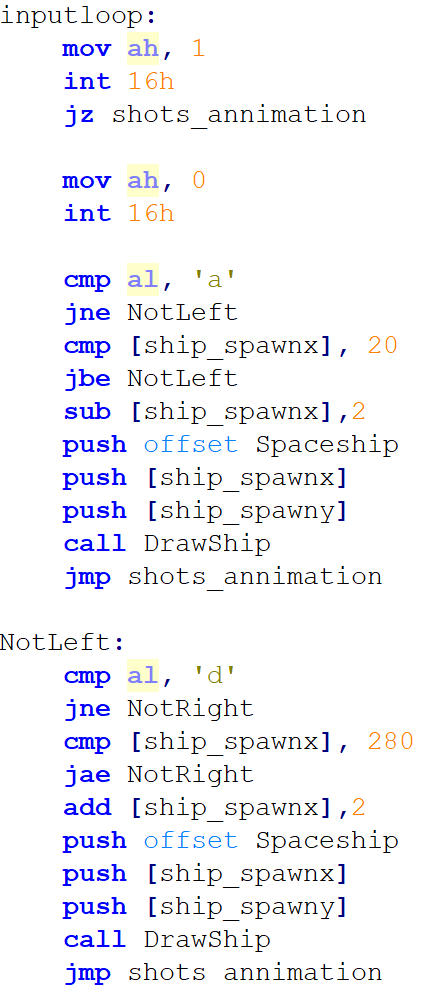 inputloop:
mov ah, 1
int 16h
jz shots_annimation
mov ah, 0
int 16h
cmp al, 'a'
jne NotLeft
cmp [ship_spawnx], 20
jbe NotLeft
sub [ship_spawnx],2
push offset Spaceship
push [ship_spawnx]
push [ship_spawny]
call DrawShip
jmp shots_annimation
NotLeft:
cmp al, 'd'
jne NotRight
cmp [ship_spawnx], 280
jae NotRight
add [ship_spawnx],2
push offset Spaceship
push [ship_spawnx]
push [ship_spawny]
call DrawShip
jmp shots annimation